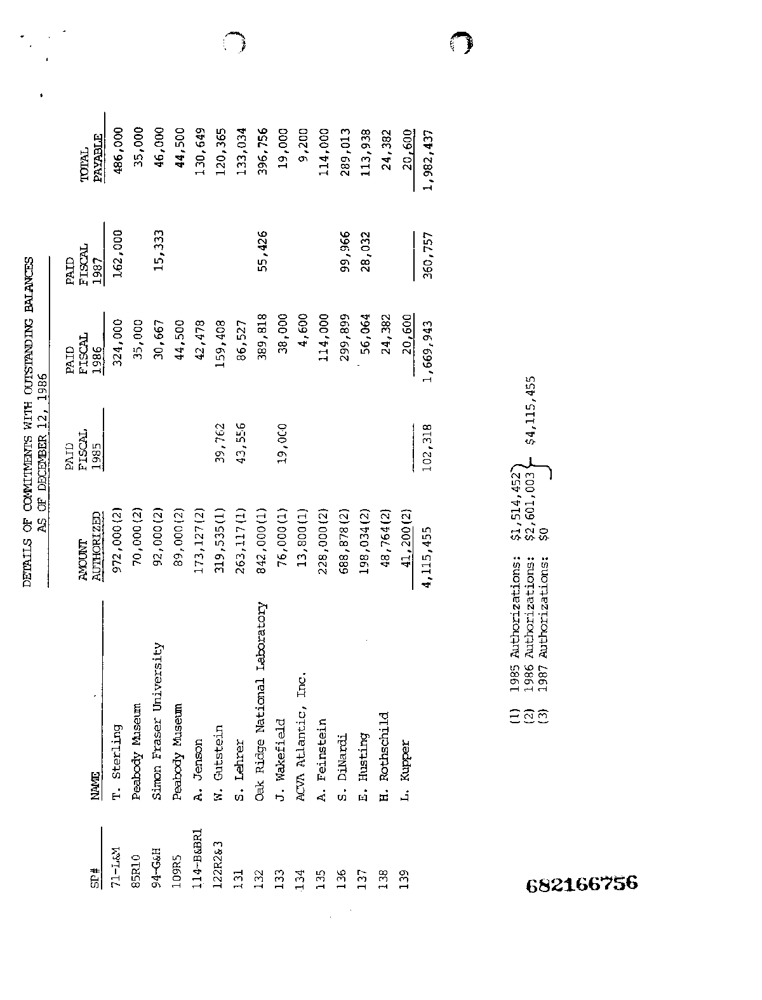 DETAILS OF COMMITMENTS WITH OUTSTANDING BALANCES
AS OF DECEMBER 12, 1986
SP# NAME AMOUNT AUTHORIZED PAID FISCAL 1985 PAID FISCAL 1986 PAID FISCAL 1987 TOTAL PAYABLE
71-L&M T. Sterling 972,000(2) 324,000 162,000 486,000
85R10 Peabody Museum 70,000(2) 35,000 35,000
94-G&H Simon Fraser University 92,000(2) 30,667 15,333 46,000
109R5 Peabody Museum 89,000(2) 44,500 44,500
114-B&BR1 A. Jenson 173,127(2) 42,478 130,649
122R2&3 W. Gutstein 319,535(1) 39,762 159,408 120,365
131 S. Lehrer 263,117(1) 43,556 86,527 133,034
132 Oak Ridge National Laboratory 842,000(1) 389,818 55,426 396,756
133 J. Wakefield 76,000(1) 19,000 38,000 19,000
134 ACVA Atlantic, Inc. 13,800(1) 4,600 9,200
135 A. Feinstein 228,000(2) 114,000 114,000
136 S. DiNardi 688,878(2) 299,899 99,966 289,013
137 E. Husting 198,034(2) 56,064 28,032 113,938
138 H. Rothschild 48,764(2) 24,382 24,382
139 L. Kupper 41,200(2) 20,600 20,600
4,115,455 102,318 1,669,943 360,757 1,982,437
(1) 1985 Authorizations: $1,514,452
(2) 1986 Authorizations: $2,601,003 $4,115,455
(3) 1987 Authorizations: $0
682166756